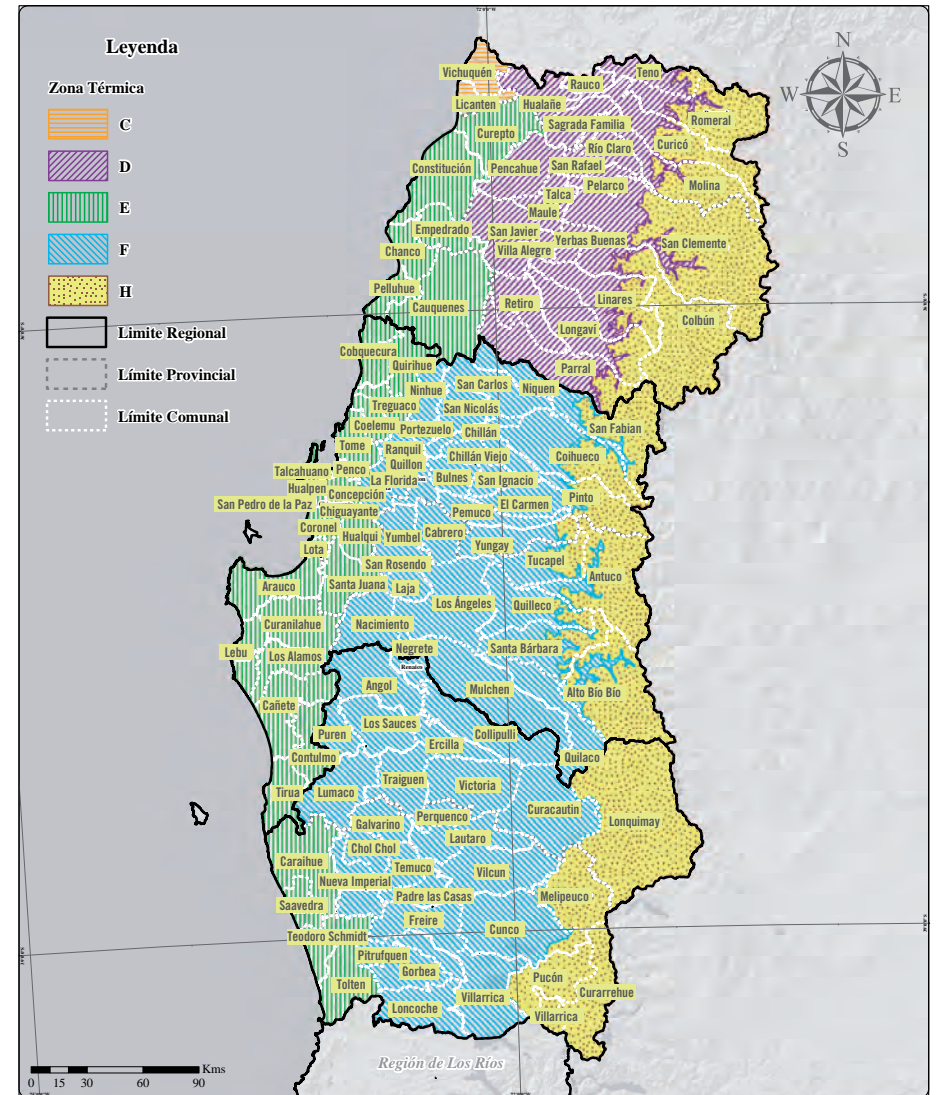 Leyenda
Zona Térmica
C
D
E
F
H
Limite Regional
Límite Provincial
Límite Comunal
N
W E
S
Vichuquén
Teno
Rauco
Licanten
Hualañe
Romeral
Curepto
Sagrada Familia
Río Claro
Curicó
Constitución
Pencahue
San Rafael
Talca
Pelarco
Molina
Maule
Empedrado
San Javier
Yerbas Buenas
San Clemente
Chanco
Villa Alegre
Pelluhue
Cauquenes
Retiro
Linares
Colbún
Longaví
Cobquecura
Quirihue
Parral
Ninhue
San Carlos
Niquen
Treguaco
San Nicolás
Coelemu
Portezuelo
Chillán
San Fabian
Tome
Ranquil
Chillán Viejo
Coihueco
Talcahuano
Penco
Quillon
La Florida
Bulnes
San Ignacio
Hualpen
Concepción
Pinto
San Pedro de la Paz
Chiguayante
Pemuco
El Carmen
Coronel
Hualqui
Yumbel
Cabrero
Lota
Yungay
San Rosendo
Tucapel
Antuco
Arauco
Santa Juana
Laja
Los Ángeles
Quilleco
Curanilahue
Nacimiento
Lebu
Los Alamos
Negrete
Santa Bárbara
Renaico
Angol
Mulchen
Alto Bío Bío
Cañete
Los Sauces
Puren
Collipulli
Ercilla
Contulmo
Quilaco
Traiguen
Victoria
Tirua
Lumaco
Curacautin
Perquenco
Lonquimay
Galvarino
Lautaro
Chol Chol
Caraihue
Temuco
Vilcun
Nueva Imperial
Padre las Casas
Melipeuco
Saavedra
Freire
Cunco
Teodoro Schmidt
Pitrufquen
Gorbea
Pucón
Tolten
Curarrehue
Villarrica
Loncoche
Villarrica
Región de Los Ríos
Kms
0 15 30 60 90